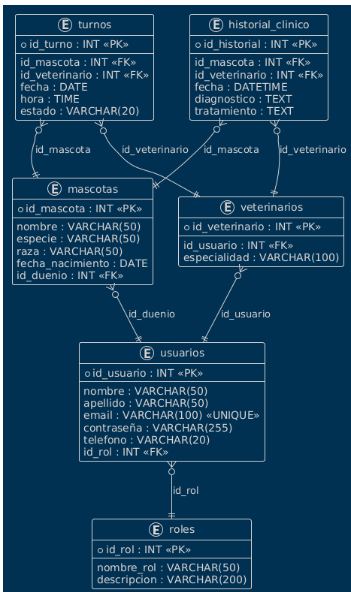 E turnos
id_turno : INT «PK»
id_mascota : INT «FK»
id_veterinario : INT «FK»
fecha : DATE
hora : TIME
estado : VARCHAR(20)
E historial_clinico
id_historial : INT «PK»
id_mascota : INT «FK»
id_veterinario : INT «FK»
fecha : DATETIME
diagnostico : TEXT
tratamiento : TEXT
id_mascota
id_veterinario
id_mascota
id_veterinario
E mascotas
id_mascota : INT «PK»
nombre : VARCHAR(50)
especie : VARCHAR(50)
raza : VARCHAR(50)
fecha_nacimiento : DATE
id_duenio : INT «FK»
E veterinarios
id_veterinario : INT «PK»
id_usuario : INT «FK»
especialidad : VARCHAR(100)
id_duenio
id_usuario
E usuarios
id_usuario : INT «PK»
nombre : VARCHAR(50)
apellido : VARCHAR(50)
email : VARCHAR(100) «UNIQUE»
contraseña : VARCHAR(255)
telefono : VARCHAR(20)
id_rol : INT «FK»
id_rol
E roles
id_rol : INT «PK»
nombre_rol : VARCHAR(50)
descripcion : VARCHAR(200)